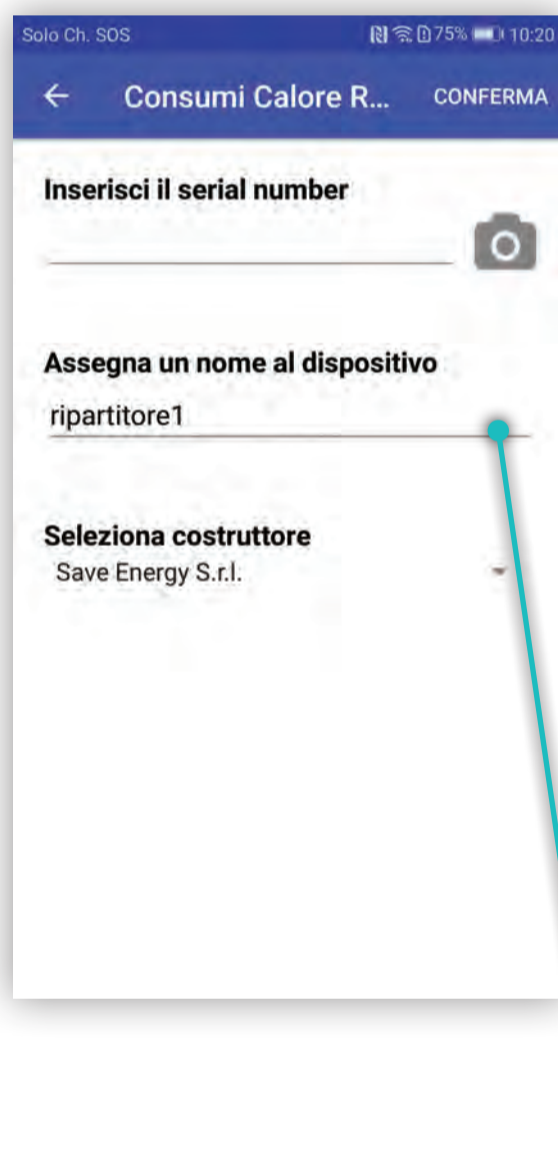 Solo Ch. SOS 75% 10:20
Consumi Calore R... CONFERMA
Inserisci il serial number
Assegna un nome al dispositivo
ripartitore1
Seleziona costruttore
Save Energy S.r.l.